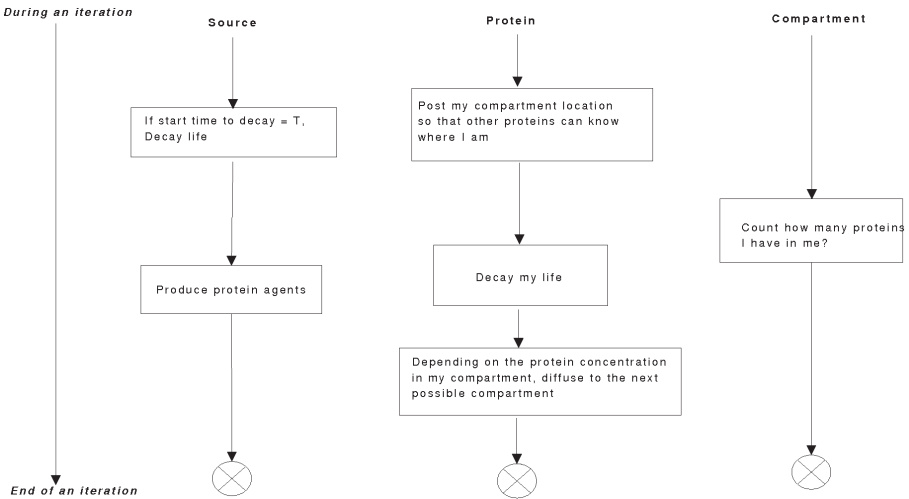 During an iteration
Source
If start time to decay = T,
Decay life
Produce protein agents
Protein
Post my compartment location
so that other proteins can know
where I am
Decay my life
Depending on the protein concentration
in my compartment, diffuse to the next
possible compartment
Compartment
Count how many proteins
I have in me?
End of an iteration